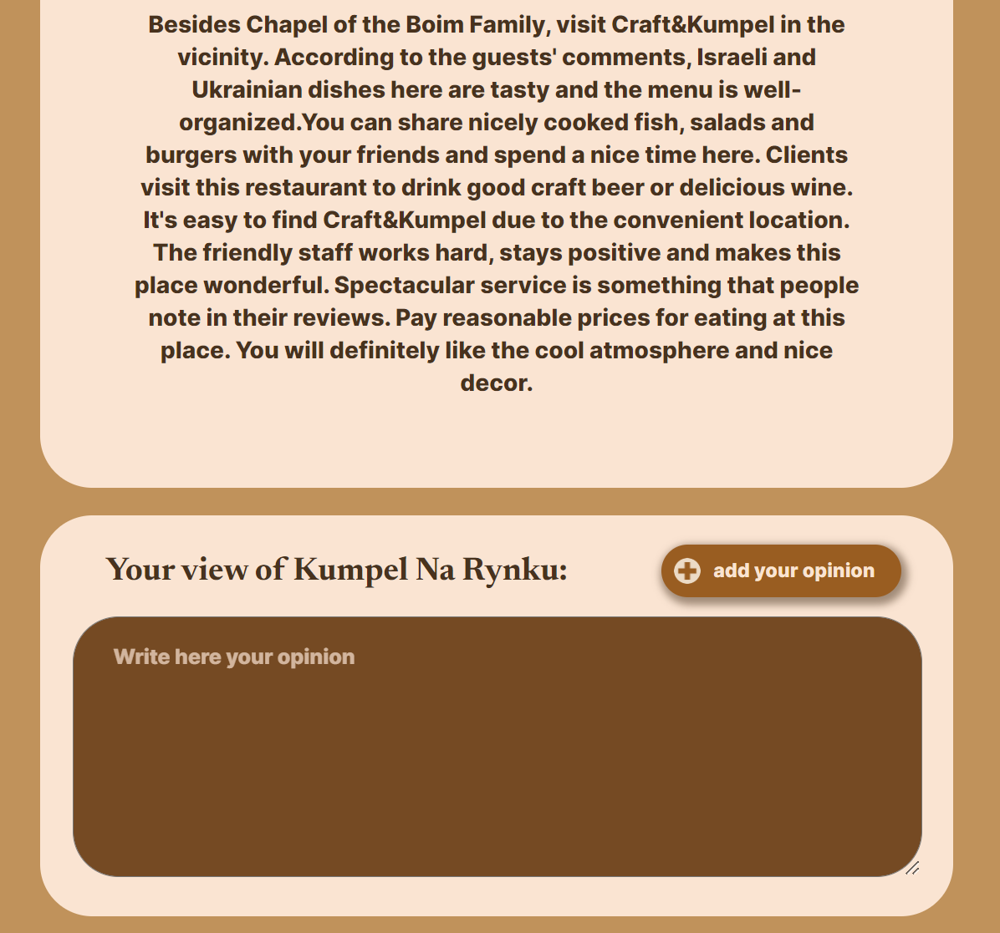 Besides Chapel of the Boim Family, visit Craft&Kumpel in the
vicinity. According to the guests' comments, Israeli and
Ukrainian dishes here are tasty and the menu is well-
organized.You can share nicely cooked fish, salads and
burgers with your friends and spend a nice time here. Clients
visit this restaurant to drink good craft beer or delicious wine.
It's easy to find Craft&Kumpel due to the convenient location.
The friendly staff works hard, stays positive and makes this
place wonderful. Spectacular service is something that people
note in their reviews. Pay reasonable prices for eating at this
place. You will definitely like the cool atmosphere and nice
decor.
Your view of Kumpel Na Rynku:
add your opinion
Write here your opinion